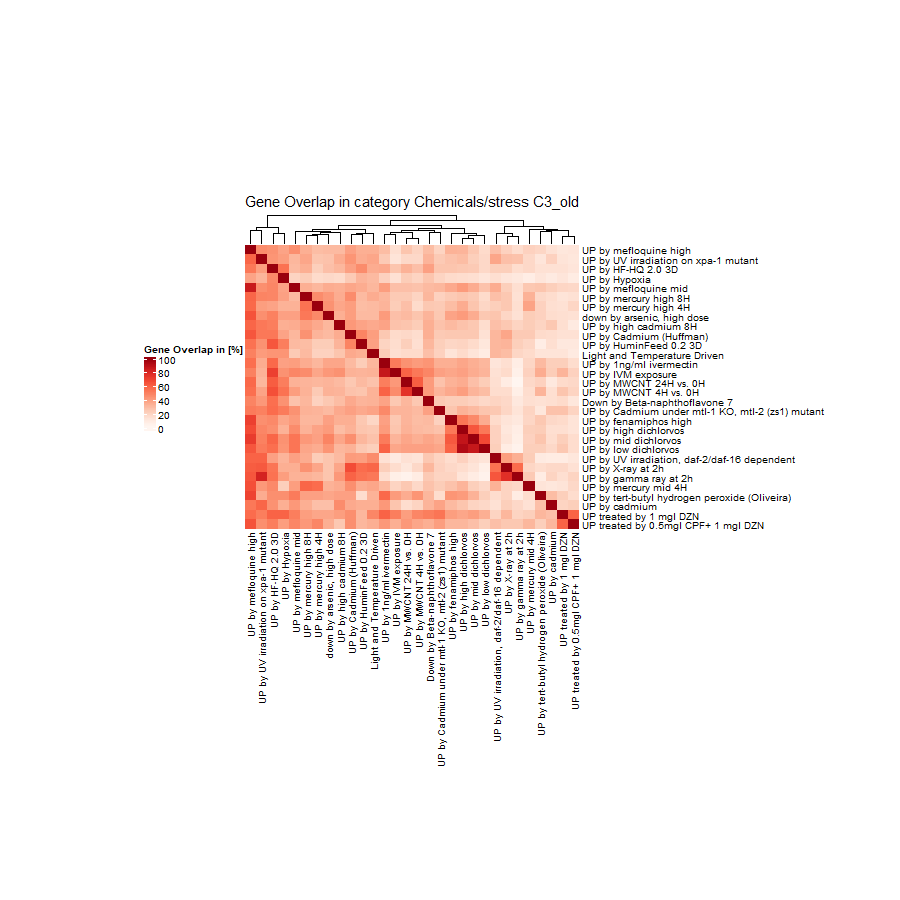 Gene Overlap in category Chemicals/stress C3_old
UP by mefloquine high
UP by UV irradiation on xpa-1 mutant
UP by HF-HQ 2.0 3D
UP by Hypoxia
UP by mefloquine mid
UP by mercury high 8H
UP by mercury high 4H
down by arsenic, high dose
UP by high cadmium 8H
UP by Cadmium (Huffman)
UP by HuminFeed 0.2 3D
Light and Temperature Driven
UP by 1ng/ml ivermectin
UP by IVM exposure
UP by MWCNT 24H vs. 0H
UP by MWCNT 4H vs. 0H
Down by Beta-naphthoflavone 7
UP by Cadmium under mtl-1 KO, mtl-2 (zs1) mutant
UP by fenamiphos high
UP by high dichlorvos
UP by mid dichlorvos
UP by low dichlorvos
UP by UV irradiation, daf-2/daf-16 dependent
UP by X-ray at 2h
UP by gamma ray at 2h
UP by mercury mid 4H
UP by tert-butyl hydrogen peroxide (Oliveira)
UP by cadmium
UP treated by 1 mgl DZN
UP treated by 0.5mgl CPF+ 1 mgl DZN
Gene Overlap in [%]
100
80
60
40
20
0
UP by mefloquine high
UP by UV irradiation on xpa-1 mutant
UP by HF-HQ 2.0 3D
UP by Hypoxia
UP by mefloquine mid
UP by mercury high 8H
UP by mercury high 4H
down by arsenic, high dose
UP by high cadmium 8H
UP by Cadmium (Huffman)
UP by HuminFeed 0.2 3D
Light and Temperature Driven
UP by 1ng/ml ivermectin
UP by IVM exposure
UP by MWCNT 24H vs. 0H
UP by MWCNT 4H vs. 0H
Down by Beta-naphthoflavone 7
UP by Cadmium under mtl-1 KO, mtl-2 (zs1) mutant
UP by fenamiphos high
UP by high dichlorvos
UP by mid dichlorvos
UP by low dichlorvos
UP by UV irradiation, daf-2/daf-16 dependent
UP by X-ray at 2h
UP by gamma ray at 2h
UP by mercury mid 4H
UP by tert-butyl hydrogen peroxide (Oliveira)
UP by cadmium
UP treated by 1 mgl DZN
UP treated by 0.5mgl CPF+ 1 mgl DZN